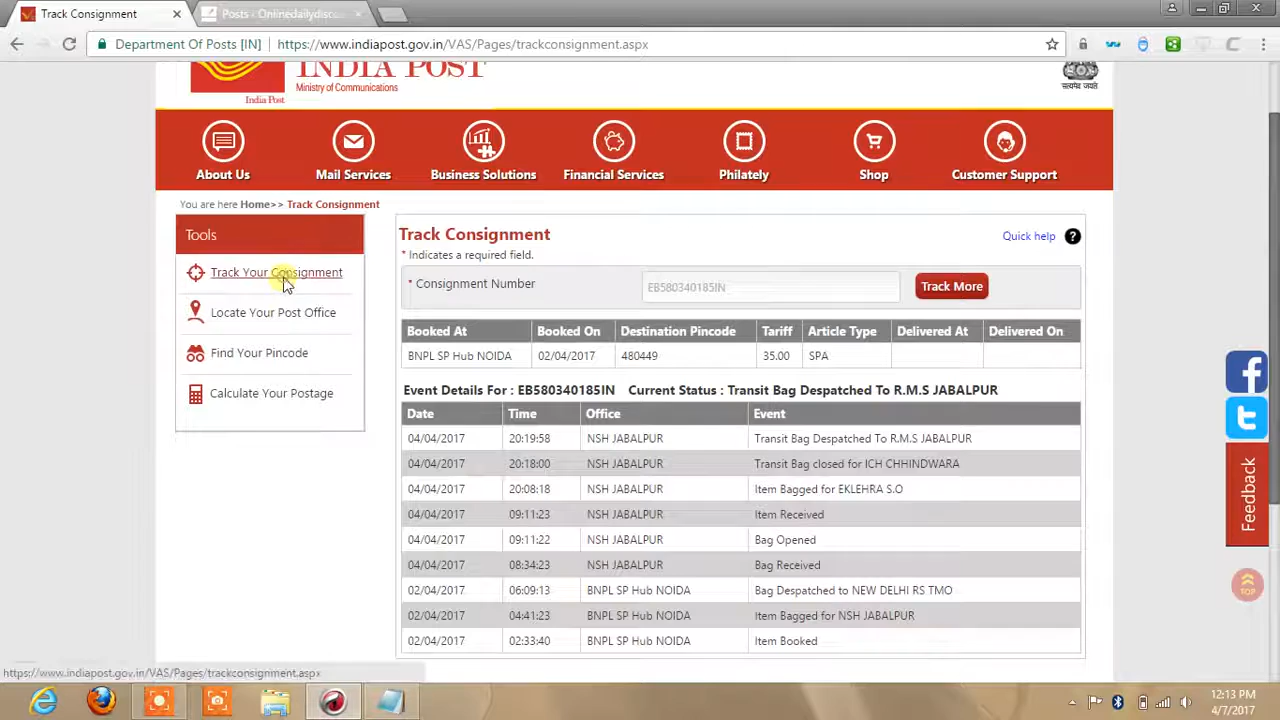 Track Consignment
Posts - Onlinedailydisco
Department Of Posts [IN] https://www.indiapost.gov.in/VAS/Pages/trackconsignment.aspx
INDIA POST
Ministry of Communications
India Post
सत्यमेव जयते
About Us Mail Services Business Solutions Financial Services Philately Shop Customer Support
You are here Home>> Track Consignment
Tools
Track Your Consignment
Locate Your Post Office
Find Your Pincode
Calculate Your Postage
Track Consignment Quick help ?
* Indicates a required field.
* Consignment Number EB580340185IN Track More
Booked At Booked On Destination Pincode Tariff Article Type Delivered At Delivered On
BNPL SP Hub NOIDA 02/04/2017 480449 35.00 SPA
Event Details For : EB580340185IN Current Status : Transit Bag Despatched To R.M.S JABALPUR
Date Time Office Event
04/04/2017 20:19:58 NSH JABALPUR Transit Bag Despatched To R.M.S JABALPUR
04/04/2017 20:18:00 NSH JABALPUR Transit Bag closed for ICH CHHINDWARA
04/04/2017 20:08:18 NSH JABALPUR Item Bagged for EKLEHRA S.O
04/04/2017 09:11:23 NSH JABALPUR Item Received
04/04/2017 09:11:22 NSH JABALPUR Bag Opened
04/04/2017 08:34:23 NSH JABALPUR Bag Received
02/04/2017 06:09:13 BNPL SP Hub NOIDA Bag Despatched to NEW DELHI RS TMO
02/04/2017 04:41:23 BNPL SP Hub NOIDA Item Bagged for NSH JABALPUR
02/04/2017 02:33:40 BNPL SP Hub NOIDA Item Booked
Feedback
TOP
https://www.indiapost.gov.in/VAS/Pages/trackconsignment.aspx
12:13 PM
4/7/2017